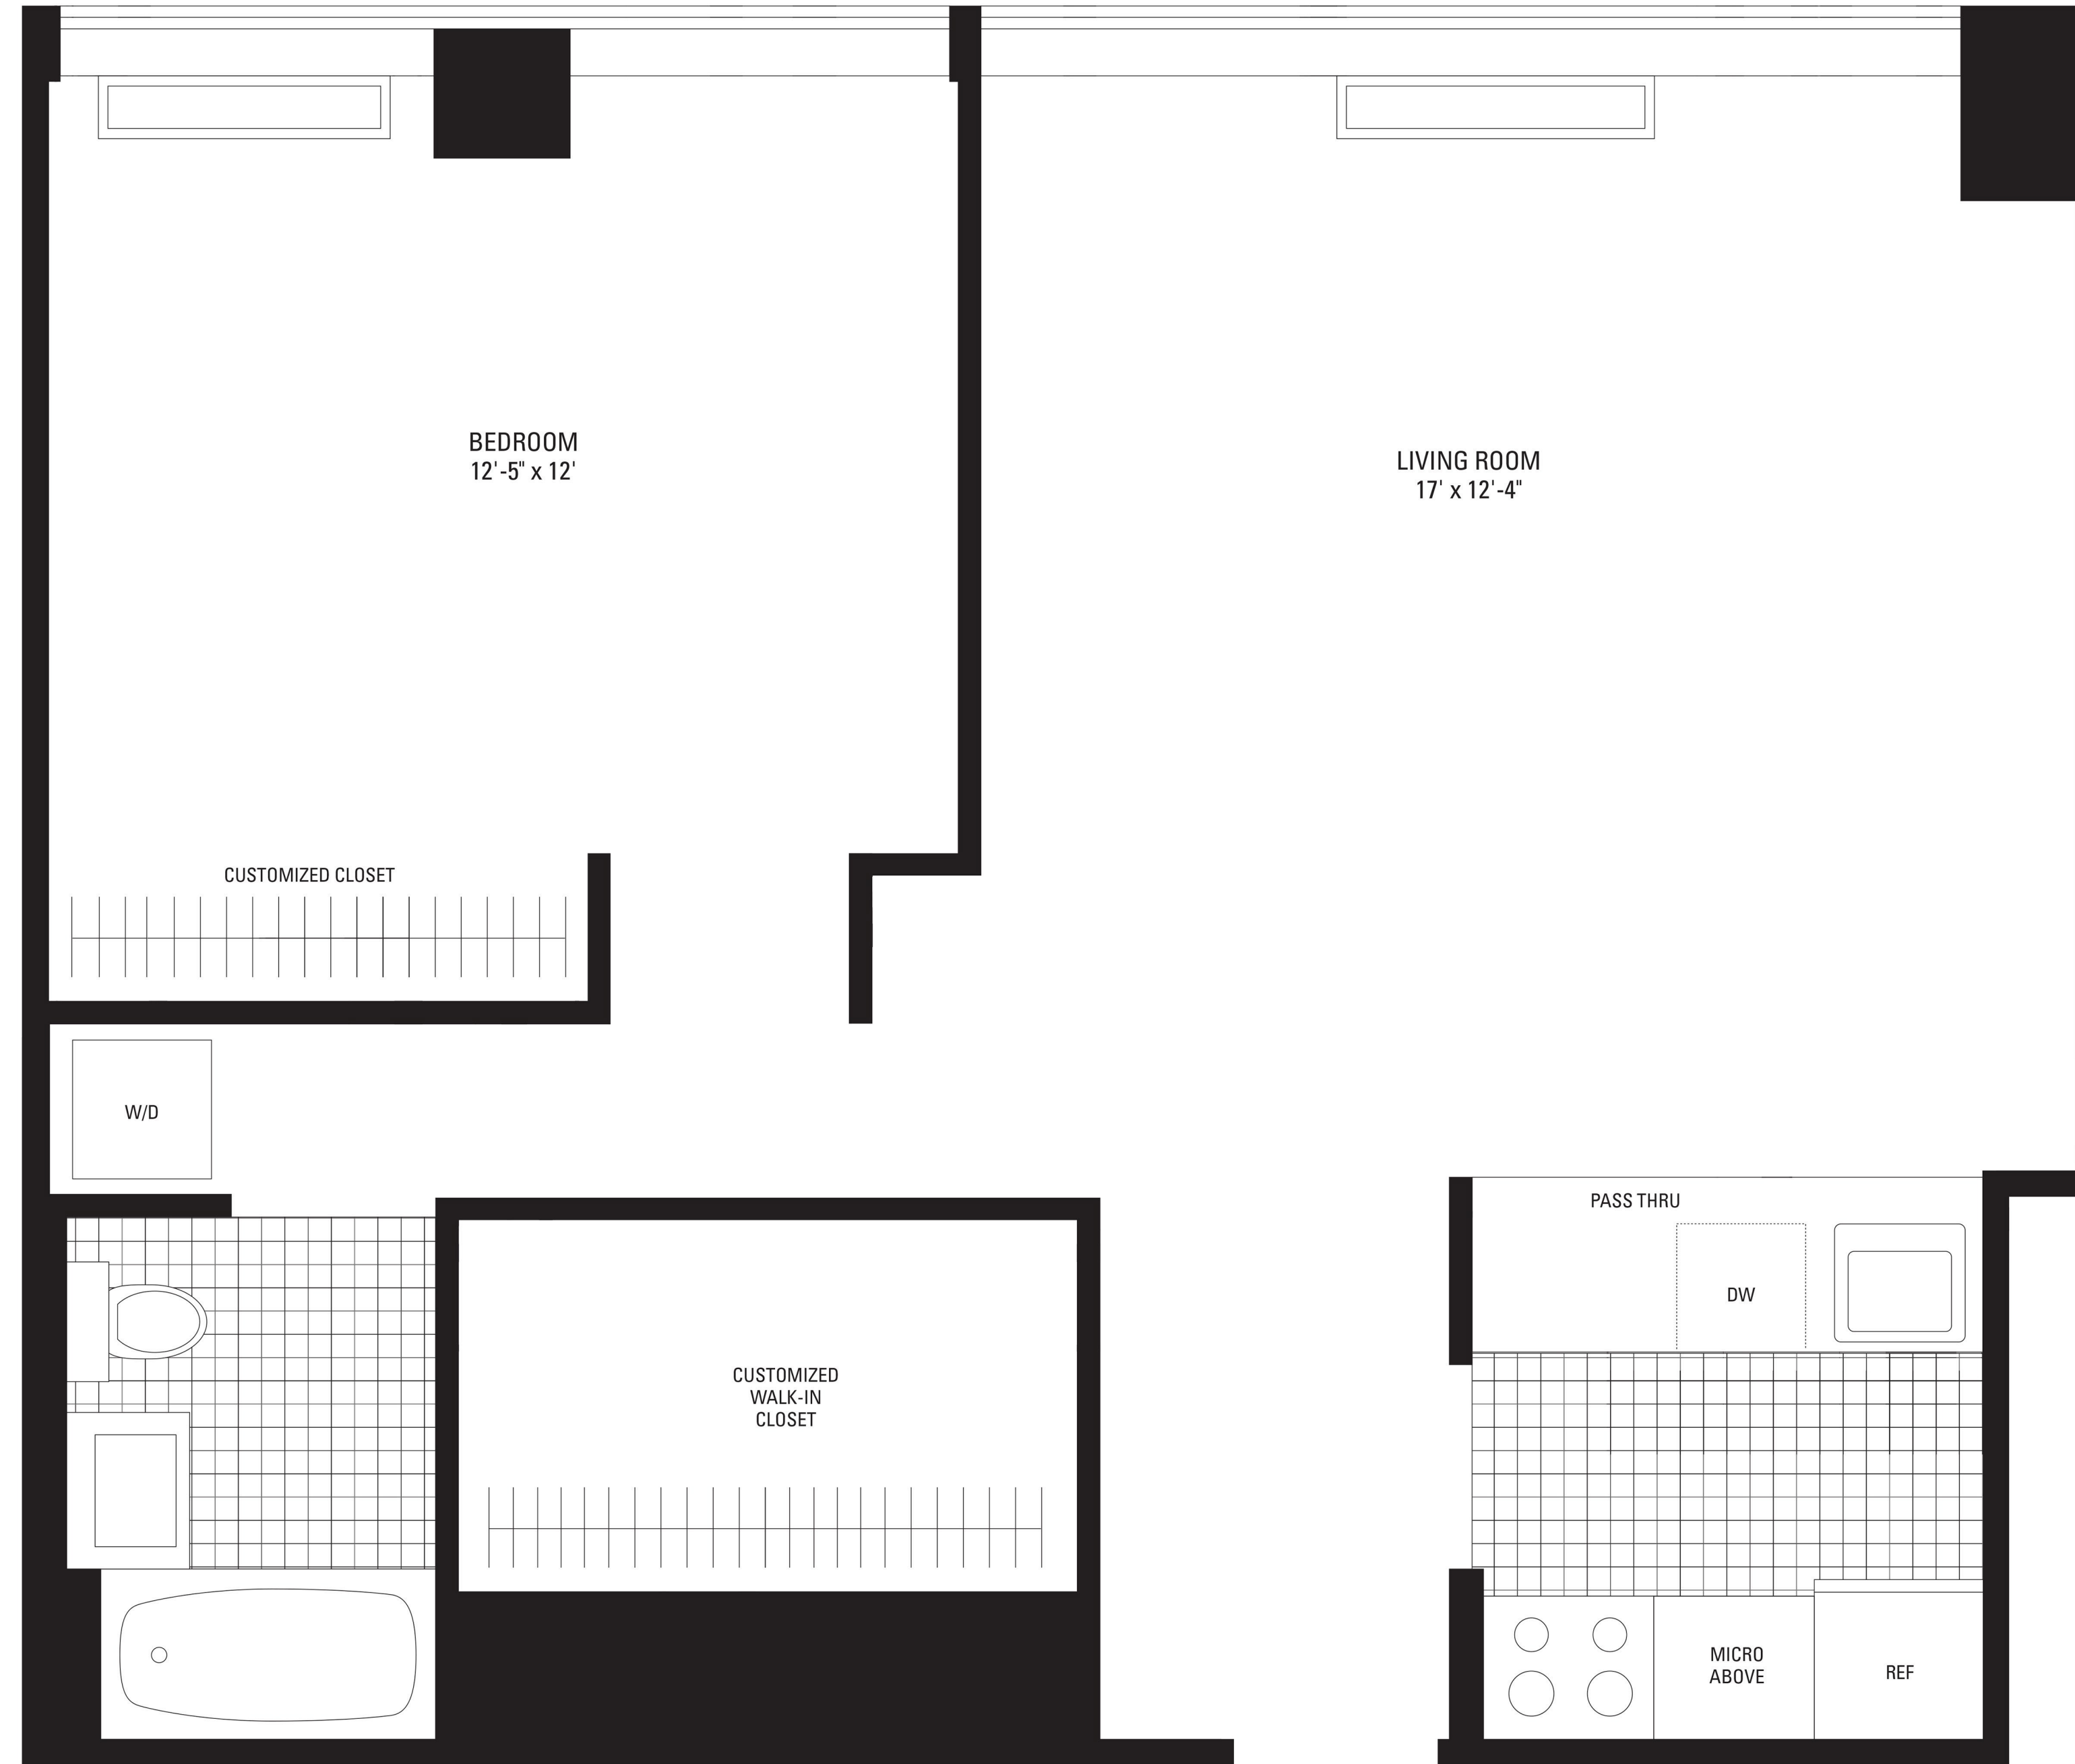 BEDROOM
12'-5" x 12'
LIVING ROOM
17' x 12'-4"
CUSTOMIZED CLOSET
W/D
PASS THRU
DW
CUSTOMIZED
WALK-IN
CLOSET
MICRO
ABOVE
REF